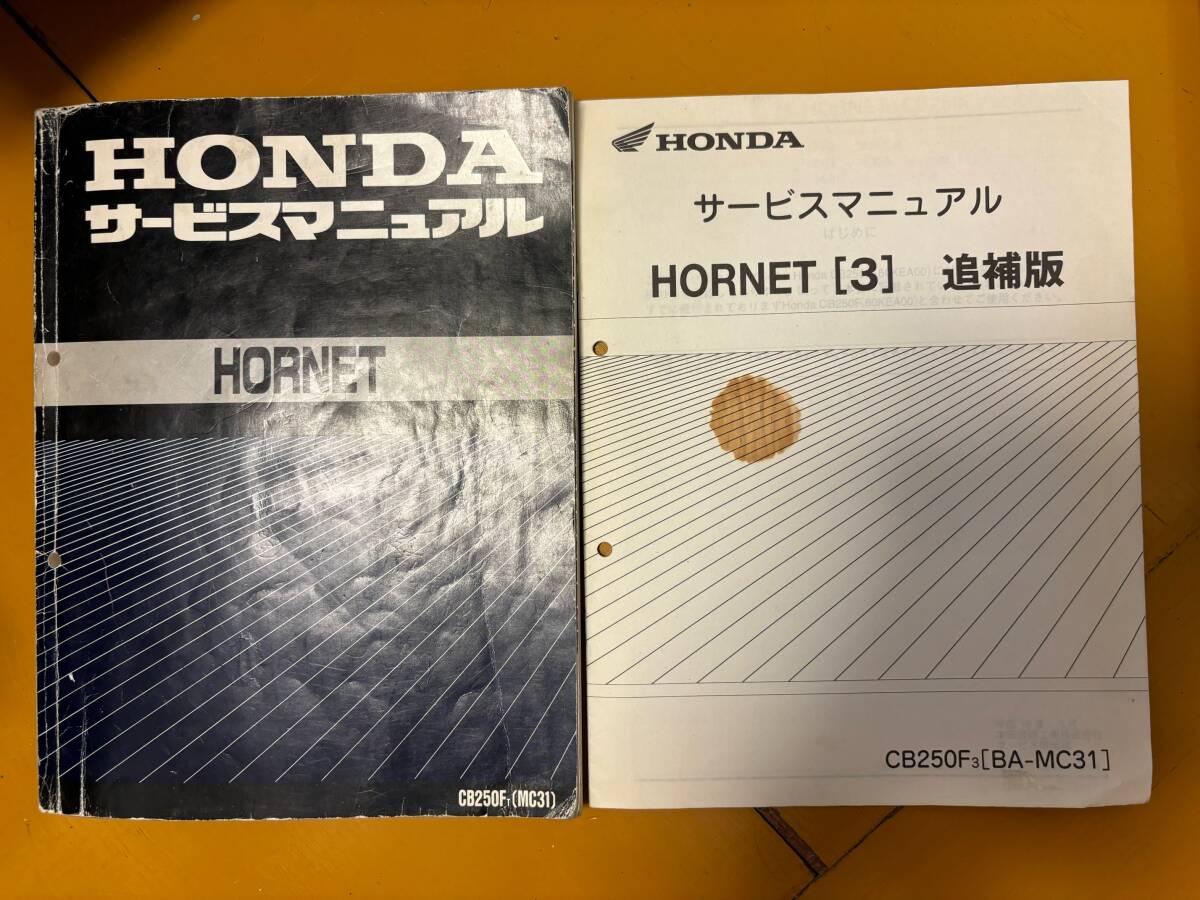 HONDA
サービスマニュアル
HORNET
CB250FT (MC31)
HONDA
サービスマニュアル
はじめに
HORNET [3] 追補版
CB250F3[BA-MC31]